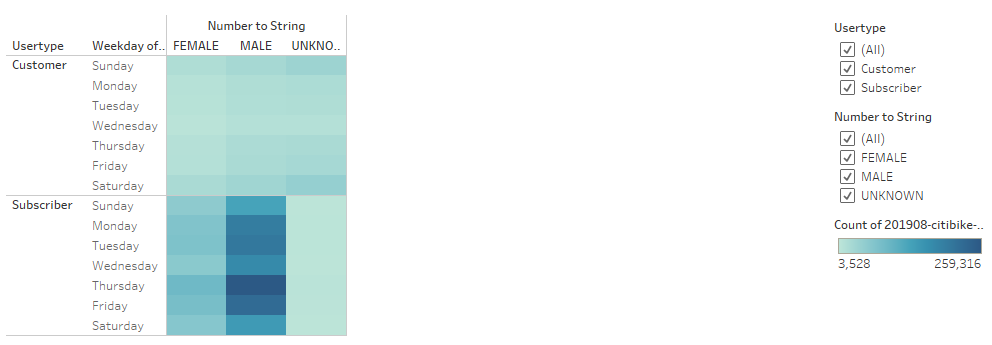 Number to String
Usertype Weekday of.. FEMALE MALE UNKNO..
Customer Sunday
Monday
Tuesday
Wednesday
Thursday
Friday
Saturday
Subscriber Sunday
Monday
Tuesday
Wednesday
Thursday
Friday
Saturday
Usertype
(All)
Customer
Subscriber
Number to String
(All)
FEMALE
MALE
UNKNOWN
Count of 201908-citibike-..
3,528 259,316